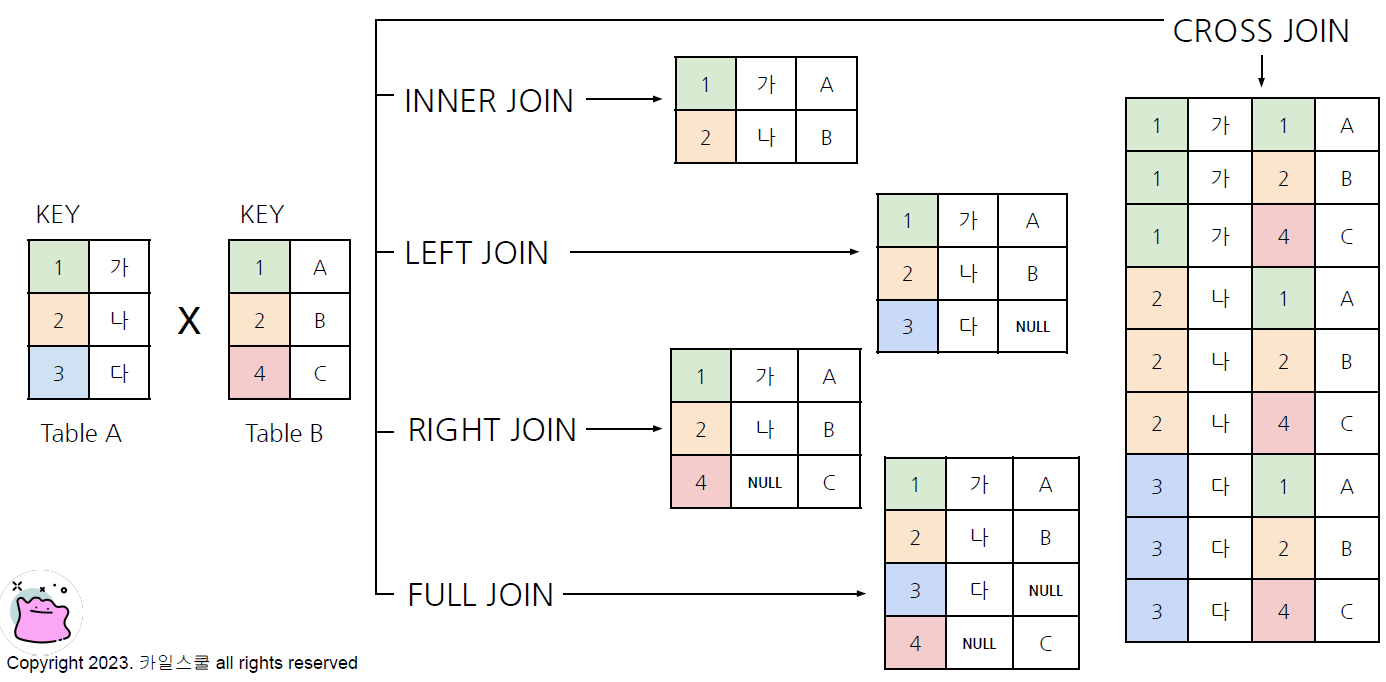 CROSS JOIN
INNER JOIN
1 가 A
2 나 B
LEFT JOIN
1 가 A
2 나 B
3 다 NULL
RIGHT JOIN
1 가 A
2 나 B
4 NULL C
FULL JOIN
1 가 A
2 나 B
3 다 NULL
4 NULL C
1 가 1 A
1 가 2 B
1 가 4 C
2 나 1 A
2 나 2 B
2 나 4 C
3 다 1 A
3 다 2 B
3 다 4 C
KEY
1 가
2 나
3 다
Table A
X
KEY
1 A
2 B
4 C
Table B
Copyright 2023. 카일스쿨 all rights reserved